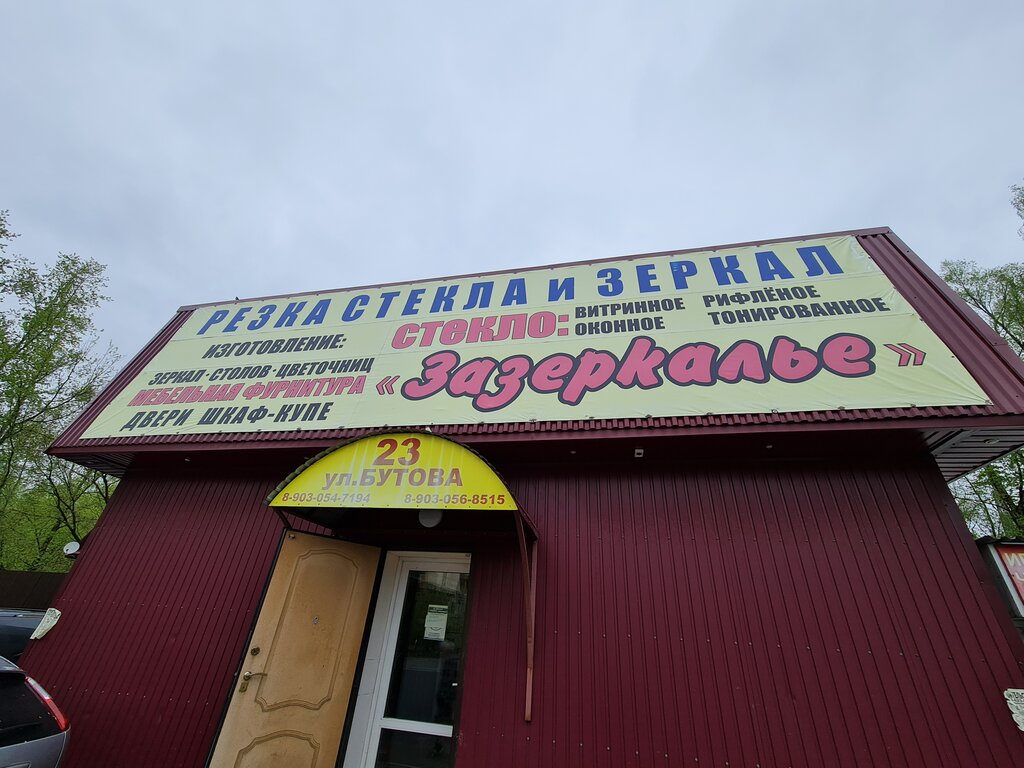 РЕЗКА СТЕКЛА и ЗЕРКАЛ
ИЗГОТОВЛЕНИЕ:
ЗЕРКАЛ·СТОЛОВ·ЦВЕТОЧНИЦ
МЕБЕЛЬНАЯ ФУРНИТУРА
ДВЕРИ ШКАФ-КУПЕ
СТЕКЛО:
ВИТРИННОЕ РИФЛЁНОЕ
ОКОННОЕ ТОНИРОВАННОЕ
«Зазеркалье»
23
ул.БУТОВА
8-903-054-7194 8-903-056-8515